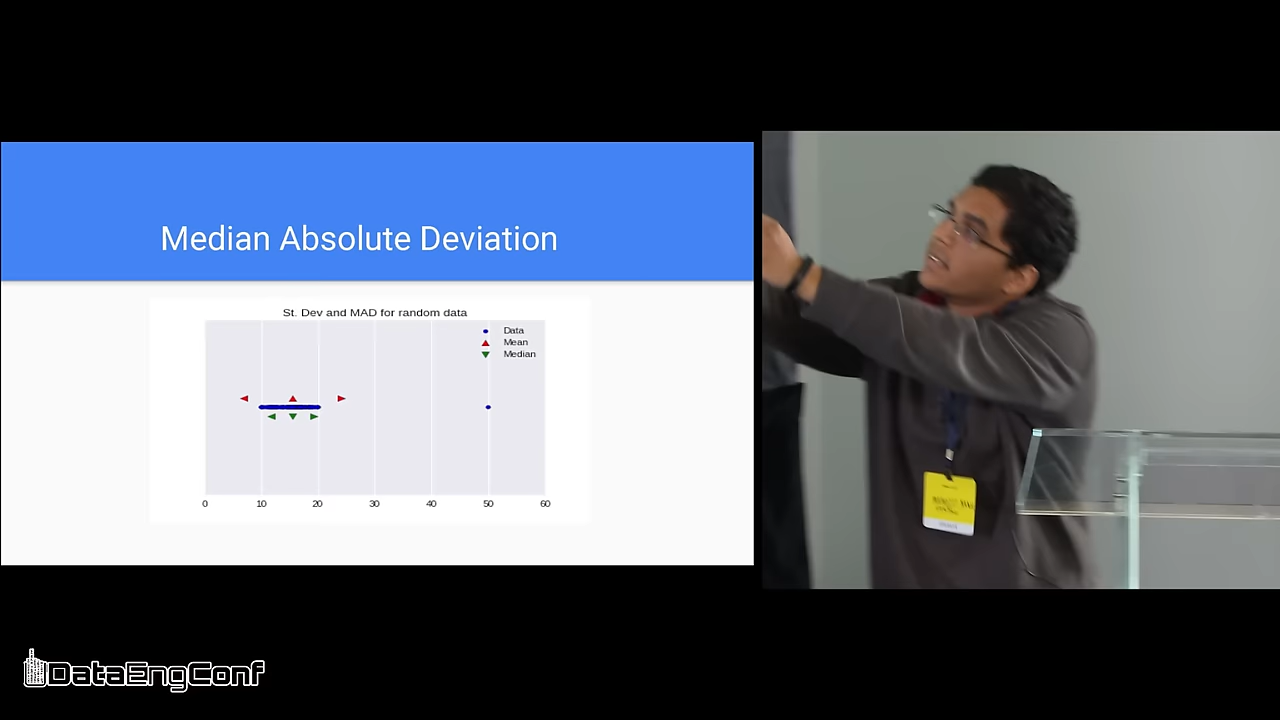 Median Absolute Deviation
St. Dev and MAD for random data
Data
Mean
Median
0 10 20 30 40 50 60
DataEngConf